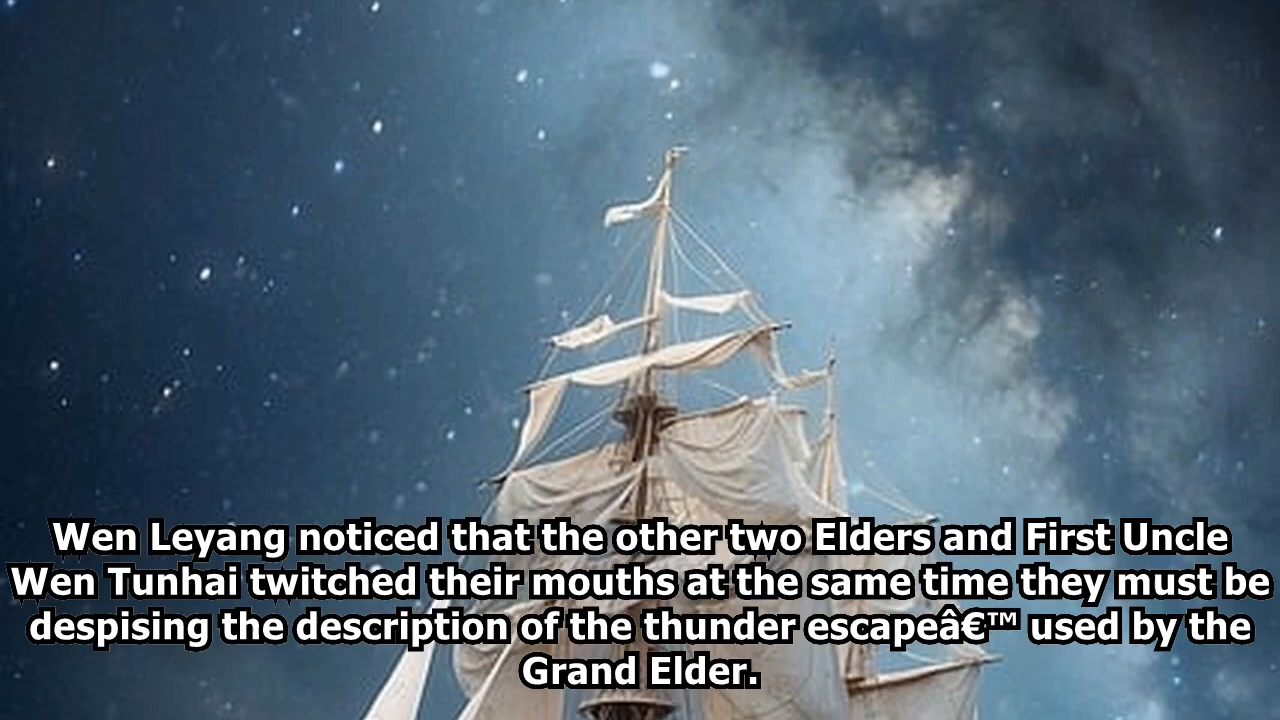 Wen Leyang noticed that the other two Elders and First Uncle
Wen Tunhai twitched their mouths at the same time they must be
despising the description of the thunder escapeâ€™ used by the
Grand Elder.